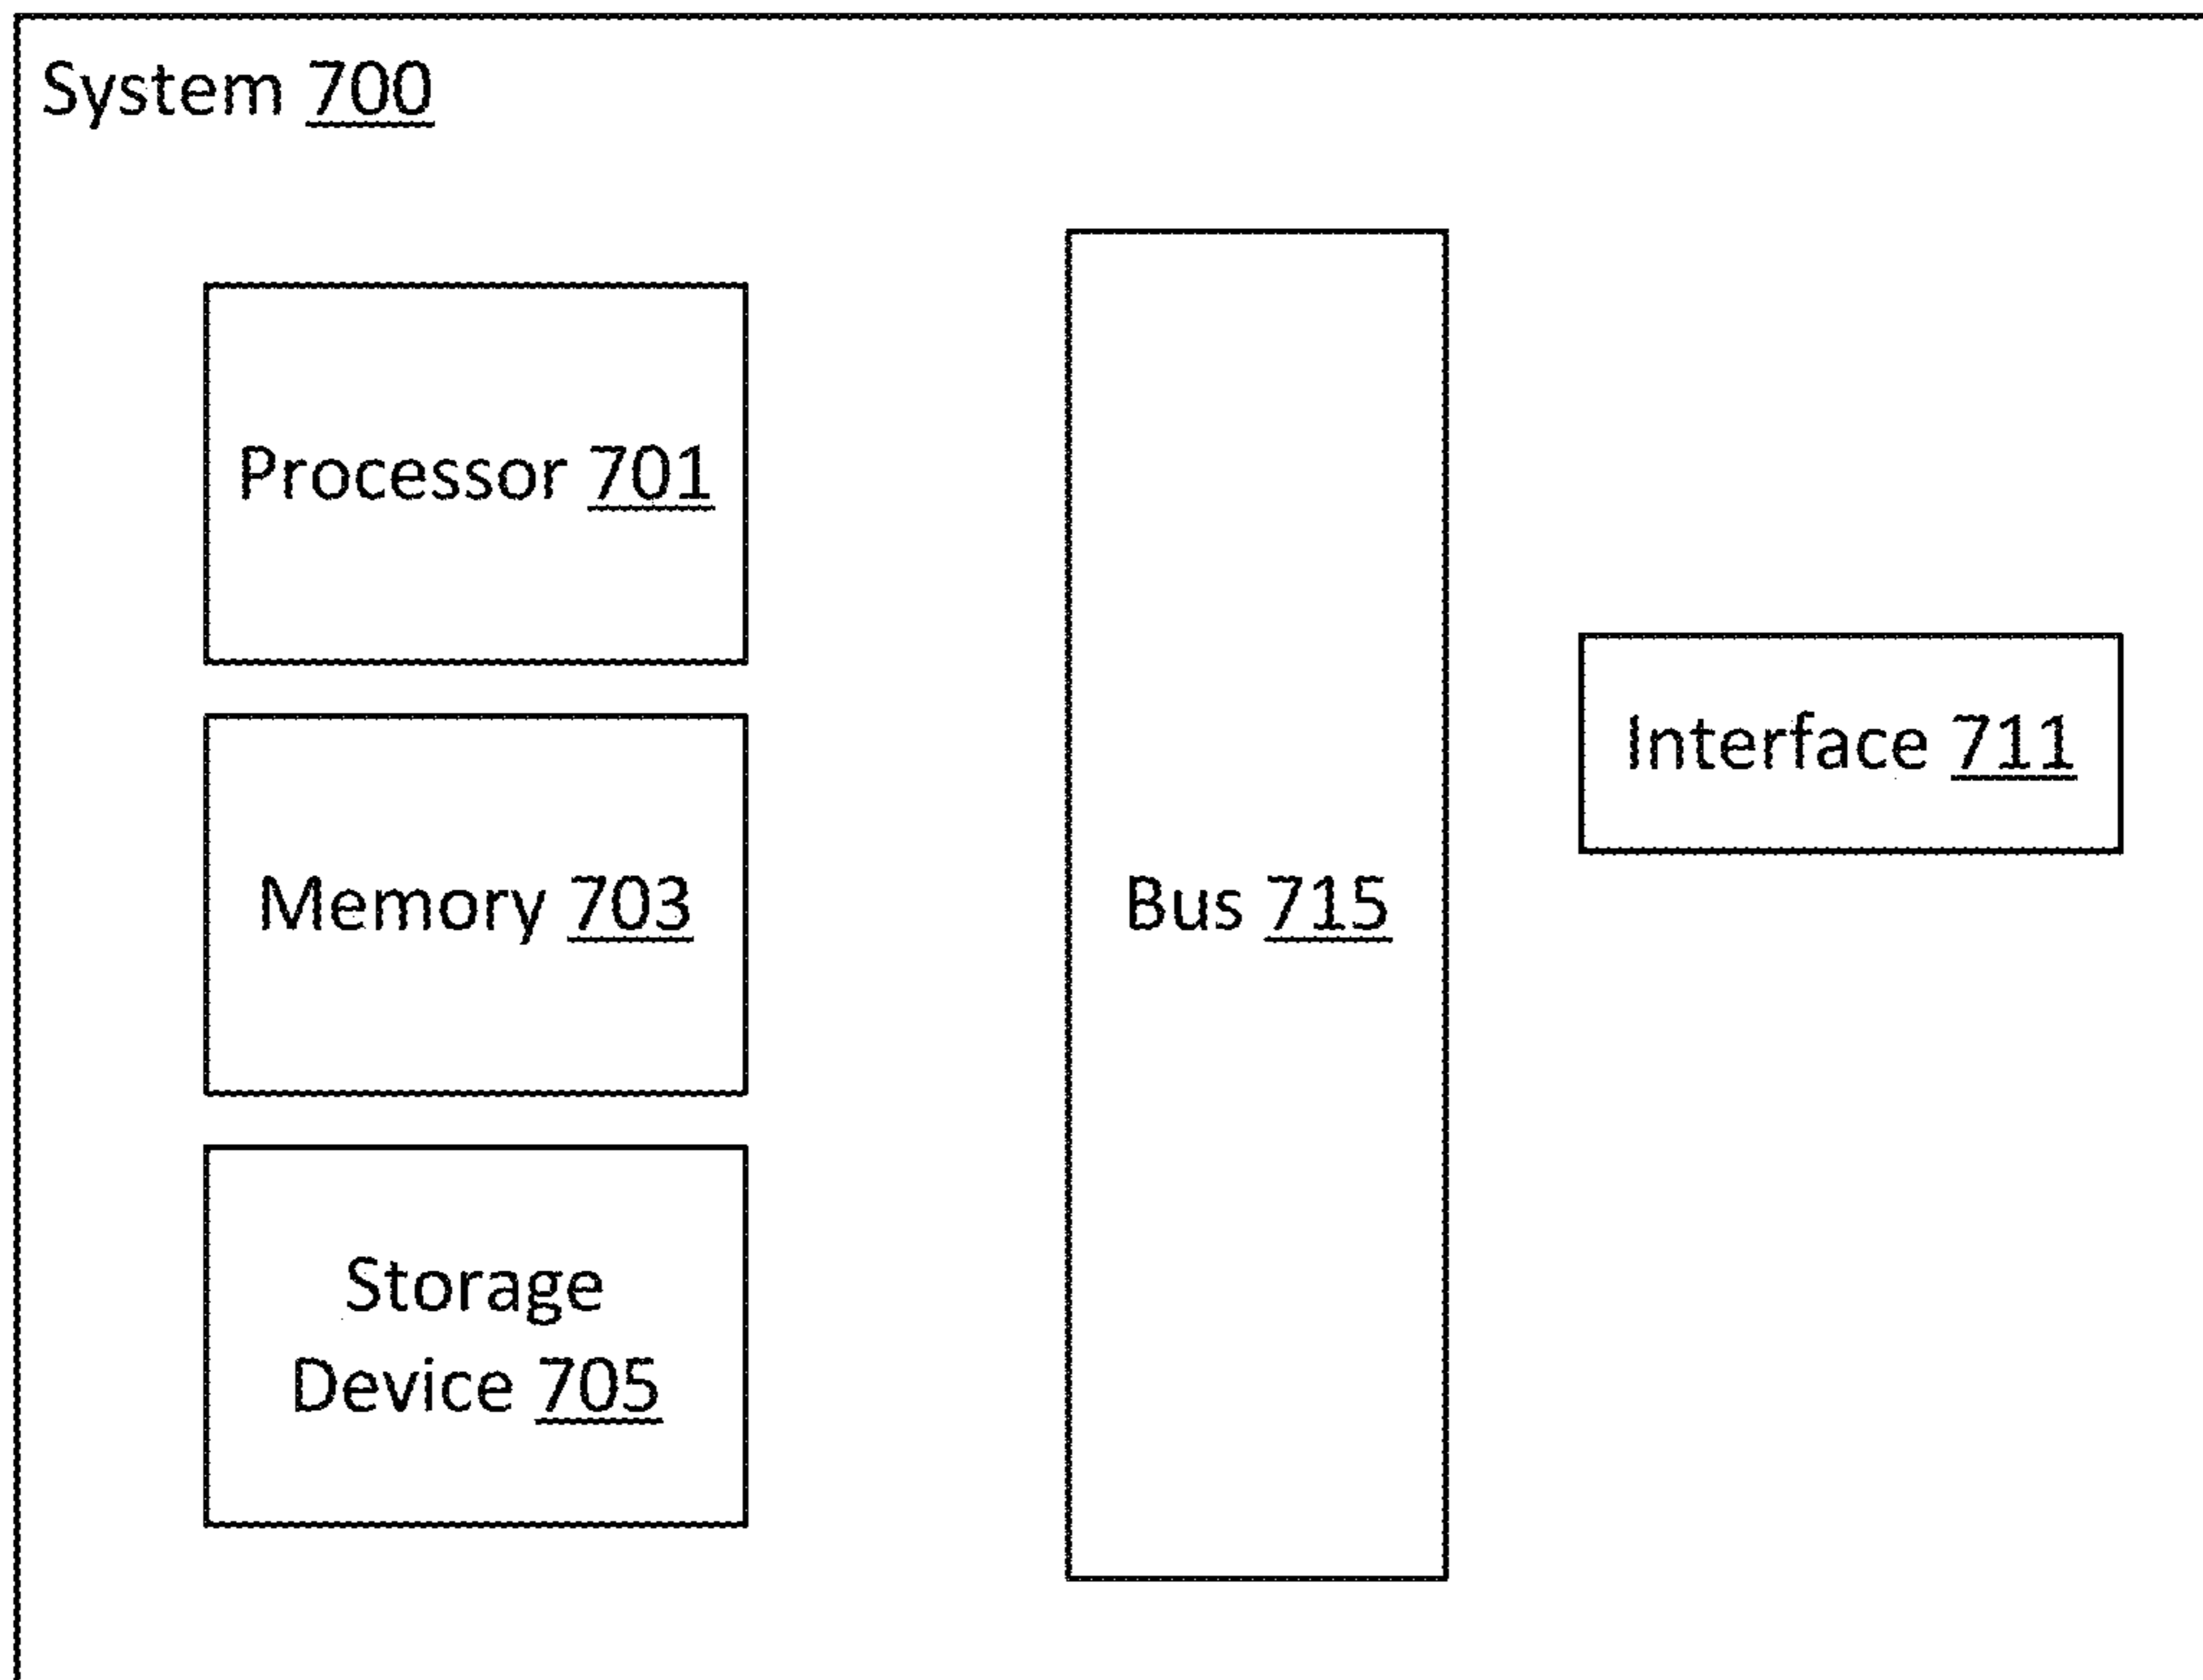 System 700
Processor 701
Memory 703
Storage
Device 705
Bus 715
Interface 711